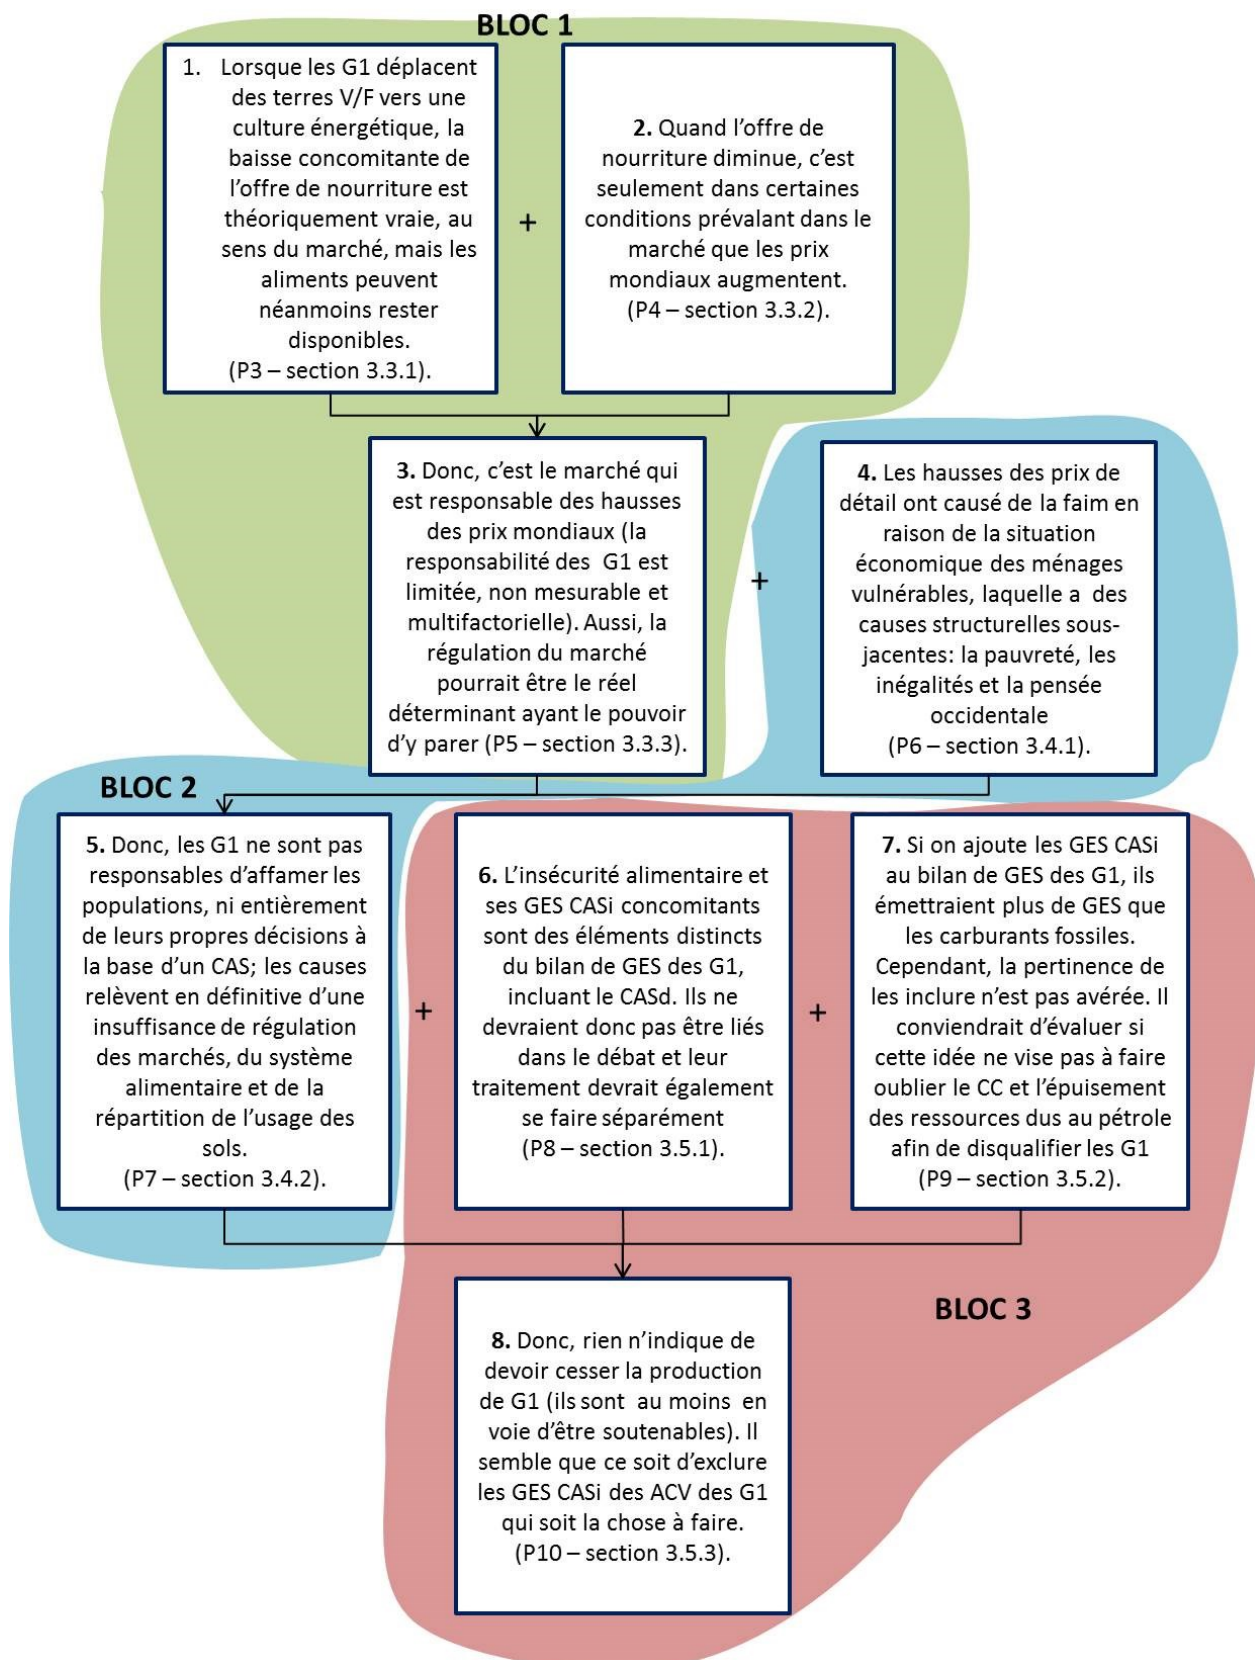 BLOC 1
1. Lorsque les G1 déplacent
des terres V/F vers une
culture énergétique, la
baisse concomitante de
l’offre de nourriture est
théoriquement vraie, au
sens du marché, mais les
aliments peuvent
néanmoins rester
disponibles.
(P3 – section 3.3.1).
+
2. Quand l’offre de
nourriture diminue, c’est
seulement dans certaines
conditions prévalant dans le
marché que les prix
mondiaux augmentent.
(P4 – section 3.3.2).
3. Donc, c’est le marché qui
est responsable des hausses
des prix mondiaux (la
responsabilité des G1 est
limitée, non mesurable et
multifactorielle). Aussi, la
régulation du marché
pourrait être le réel
déterminant ayant le pouvoir
d’y parer (P5 – section 3.3.3).
+
4. Les hausses des prix de
détail ont causé de la faim en
raison de la situation
économique des ménages
vulnérables, laquelle a des
causes structurelles sous-
jacentes: la pauvreté, les
inégalités et la pensée
occidentale
(P6 – section 3.4.1).
BLOC 2
5. Donc, les G1 ne sont pas
responsables d’affamer les
populations, ni entièrement
de leurs propres décisions à
la base d’un CAS; les causes
relèvent en définitive d’une
insuffisance de régulation
des marchés, du système
alimentaire et de la
répartition de l’usage des
sols.
(P7 – section 3.4.2).
+
6. L’insécurité alimentaire et
ses GES CASi concomitants
sont des éléments distincts
du bilan de GES des G1,
incluant le CASd. Ils ne
devraient donc pas être liés
dans le débat et leur
traitement devrait également
se faire séparément
(P8 – section 3.5.1).
+
7. Si on ajoute les GES CASi
au bilan de GES des G1, ils
émettraient plus de GES que
les carburants fossiles.
Cependant, la pertinence de
les inclure n’est pas avérée. Il
conviendrait d’évaluer si
cette idée ne vise pas à faire
oublier le CC et l’épuisement
des ressources dus au pétrole
afin de disqualifier les G1
(P9 – section 3.5.2).
BLOC 3
8. Donc, rien n’indique de
devoir cesser la production
de G1 (ils sont au moins en
voie d’être soutenables). Il
semble que ce soit d’exclure
les GES CASi des ACV des G1
qui soit la chose à faire.
(P10 – section 3.5.3).